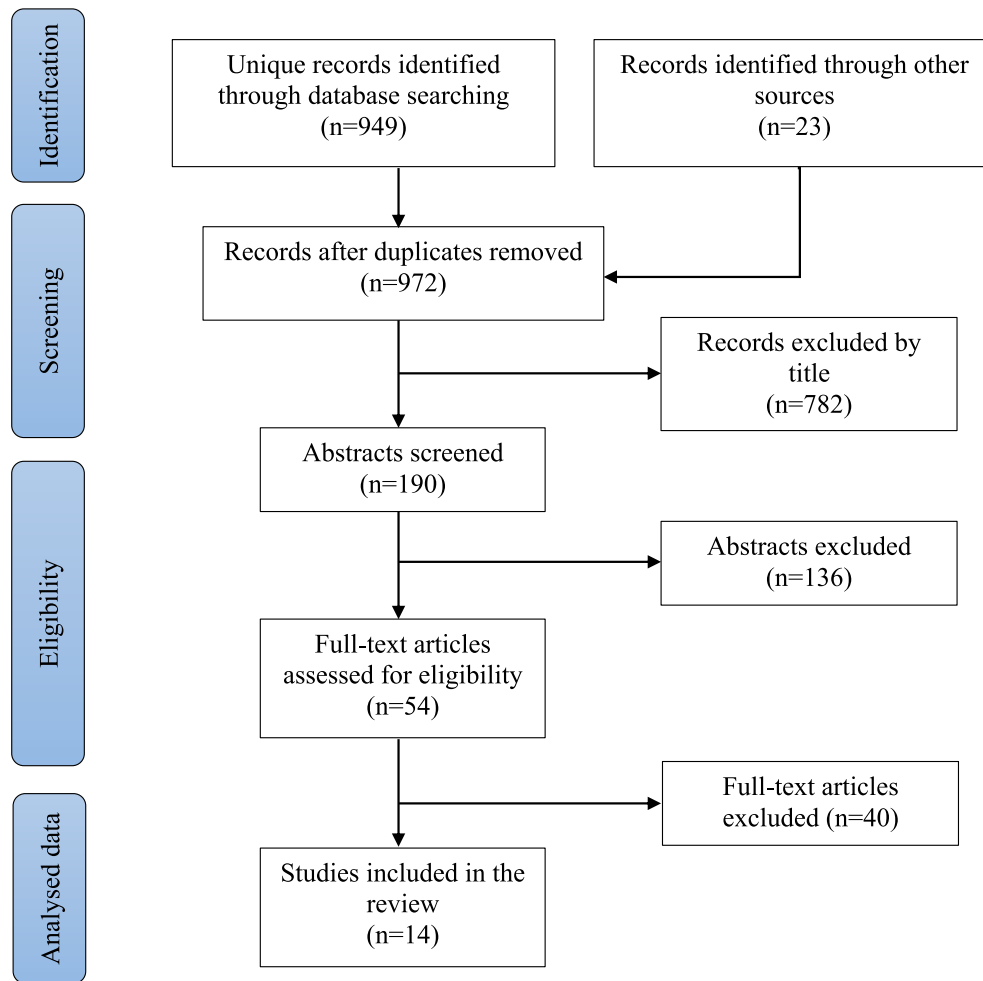 Identification
Unique records identified
through database searching
(n=949)
Records identified through other
sources
(n=23)
Screening
Records after duplicates removed
(n=972)
Records excluded by
title
(n=782)
Abstracts screened
(n=190)
Eligibility
Abstracts excluded
(n=136)
Full-text articles
assessed for eligibility
(n=54)
Analysed data
Full-text articles
excluded (n=40)
Studies included in the
review
(n=14)